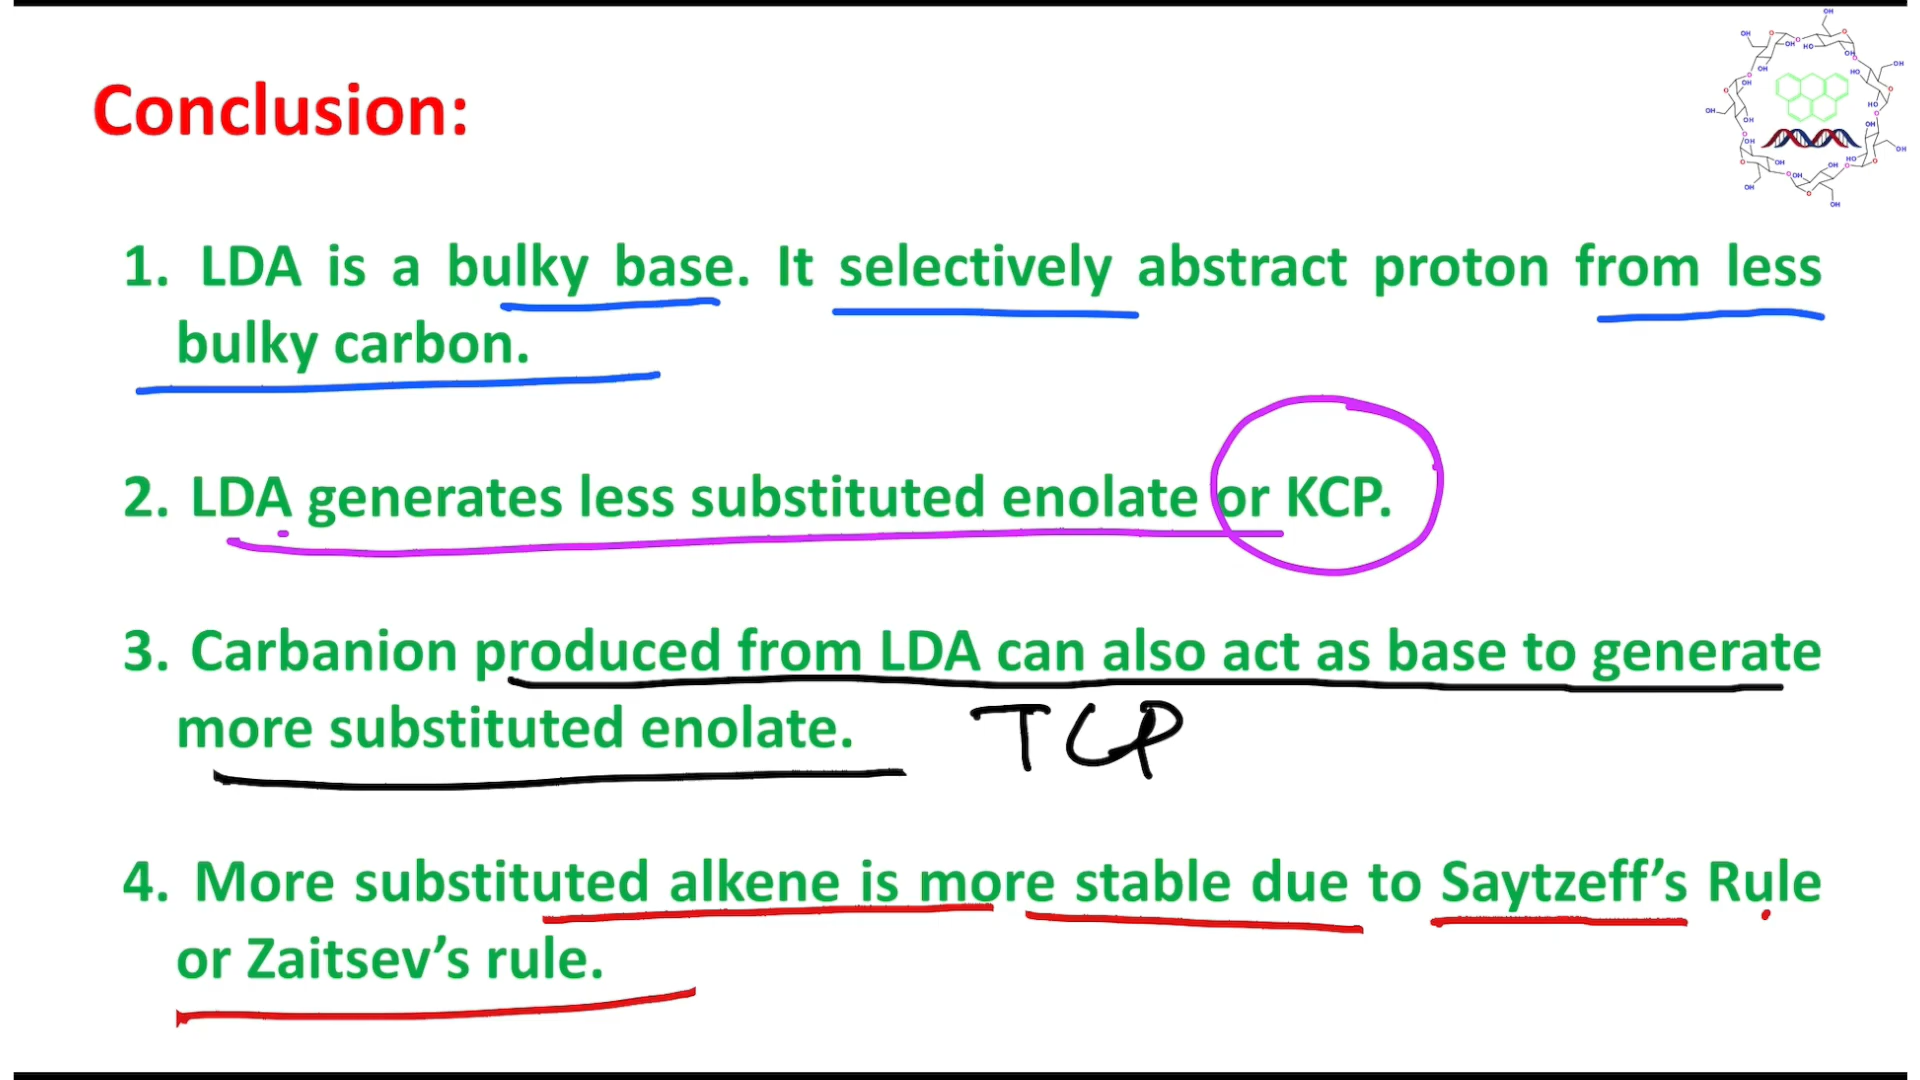 Conclusion:
1. LDA is a bulky base. It selectively abstract proton from less
bulky carbon.
2. LDA generates less substituted enolate or KCP.
3. Carbanion produced from LDA can also act as base to generate
more substituted enolate. TCP
4. More substituted alkene is more stable due to Saytzeff’s Rule
or Zaitsev’s rule.